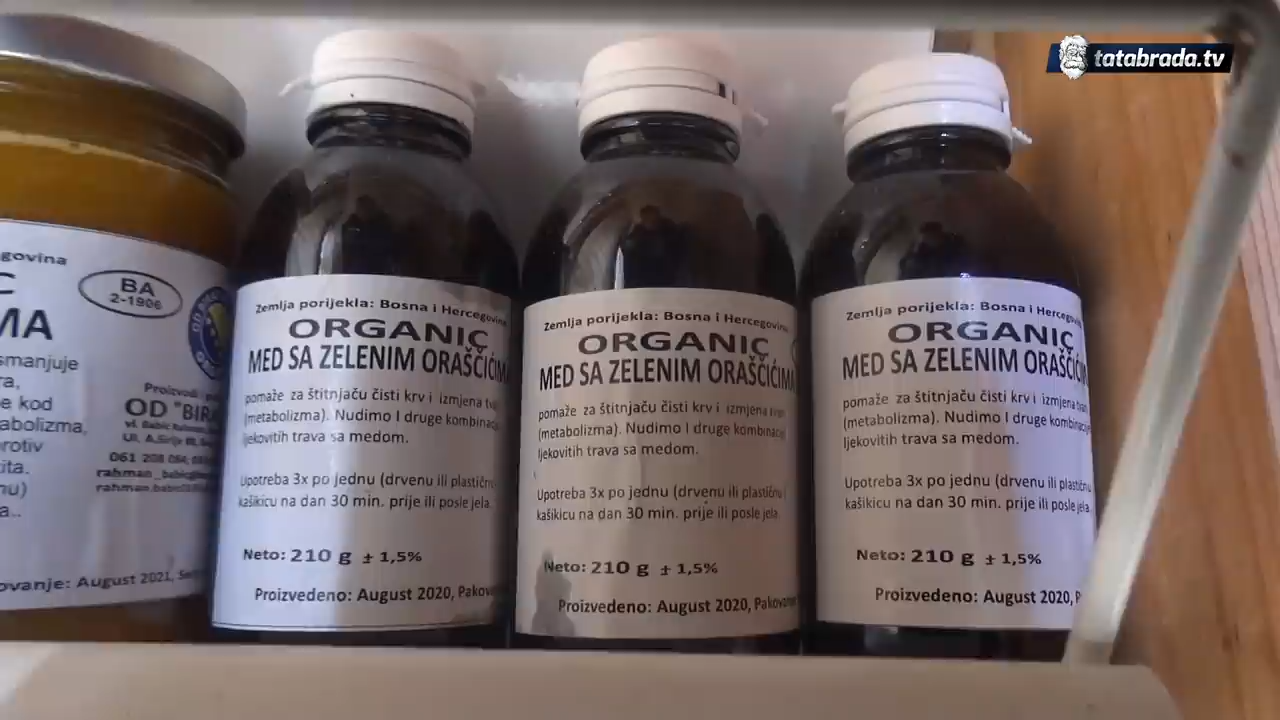 tatabrada.tv
govina
C
MA
smanjuje
ra,
e kod
abolizma,
protiv
ita.
nu)
a..
BA
2-1906
OD "BIRA
061 208 084,
ovanje: August 2021,
Zemlja porijekla: Bosna i Hercegovina
ORGANIC
MED SA ZELENIM ORAŠČIĆIMA
pomaže za štitnjaču čisti krv i izmjena
(metabolizma). Nudimo I druge kombinac
ljekovitih trava sa medom.
Upotreba 3x po jednu (drvenu ili plastičnu
kašikicu na dan 30 min. prije ili posle jela.
Neto: 210 g ± 1,5%
Proizvedeno: August 2020, Pakov
Zemlja porijekla: Bosna i Hercegovina
ORGANIC
MED SA ZELENIM ORAŠČIĆIMA
pomaže za štitnjaču čisti krv i izmjena
(metabolizma). Nudimo I druge kombinacije
ljekovitih trava sa medom.
Upotreba 3x po jednu (drvenu ili plastičnu
kašikicu na dan 30 min. prije ili posle jela.
Neto: 210 g ± 1,5%
Proizvedeno: August 2020, Pakovan
Zemlja porijekla: Bosna i Hercegovi
ORGANIC
MED SA ZELENIM ORAŠČIĆIM
pomaže za štitnjaču čisti krv i izmjena
(metabolizma). Nudimo I druge kombinacije
ljekovitih trava sa medom.
Upotreba 3x po jednu (drvenu ili plastičnu
kašikicu na dan 30 min. prije ili posle jela.
Neto: 210 g ± 1,5%
Proizvedeno: August 2020, P